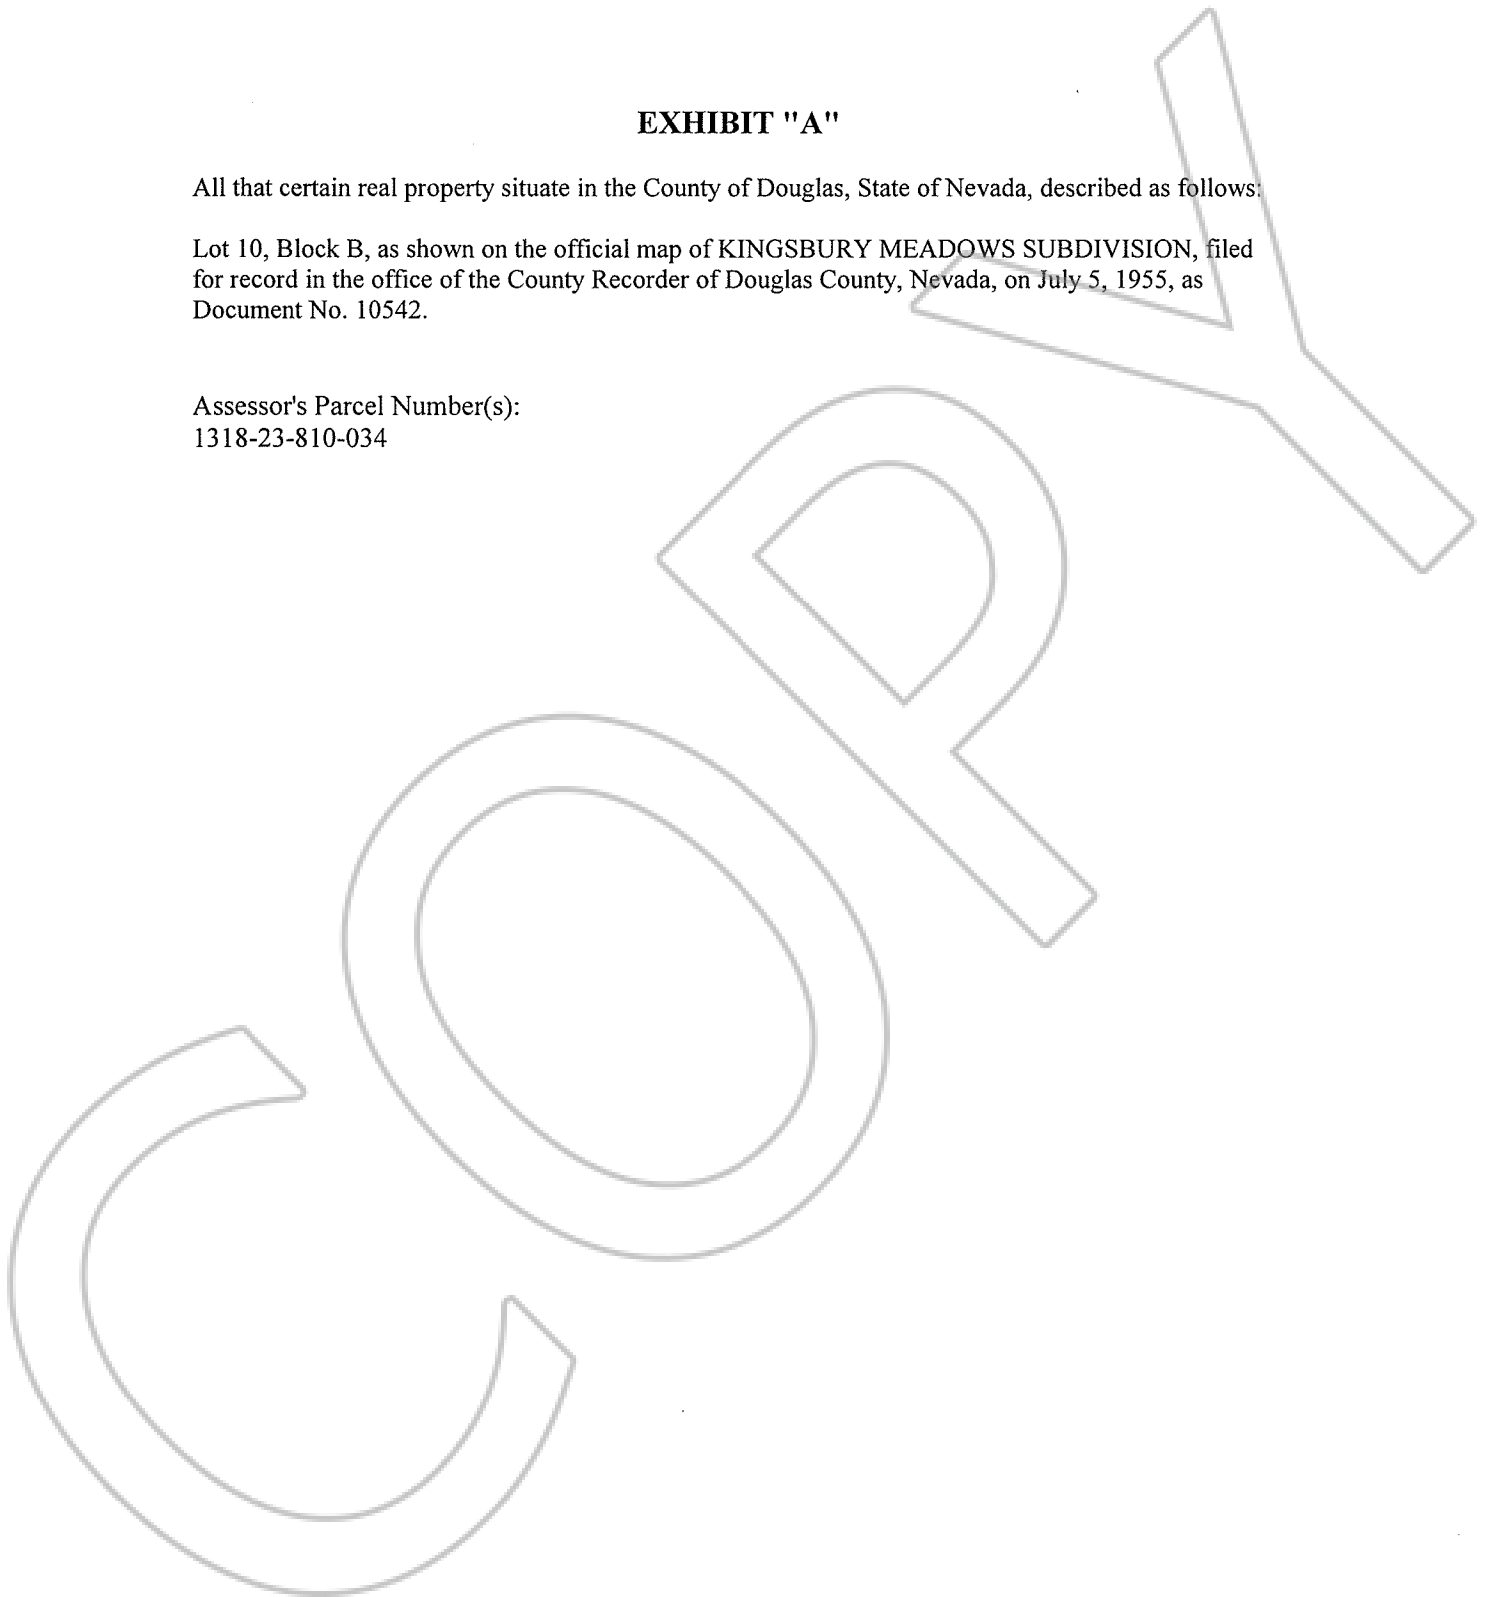 EXHIBIT "A"
All that certain real property situate in the County of Douglas, State of Nevada, described as follows:
Lot 10, Block B, as shown on the official map of KINGSBURY MEADOWS SUBDIVISION, filed
for record in the office of the County Recorder of Douglas County, Nevada, on July 5, 1955, as
Document No. 10542.
Assessor's Parcel Number(s):
1318-23-810-034
COPY